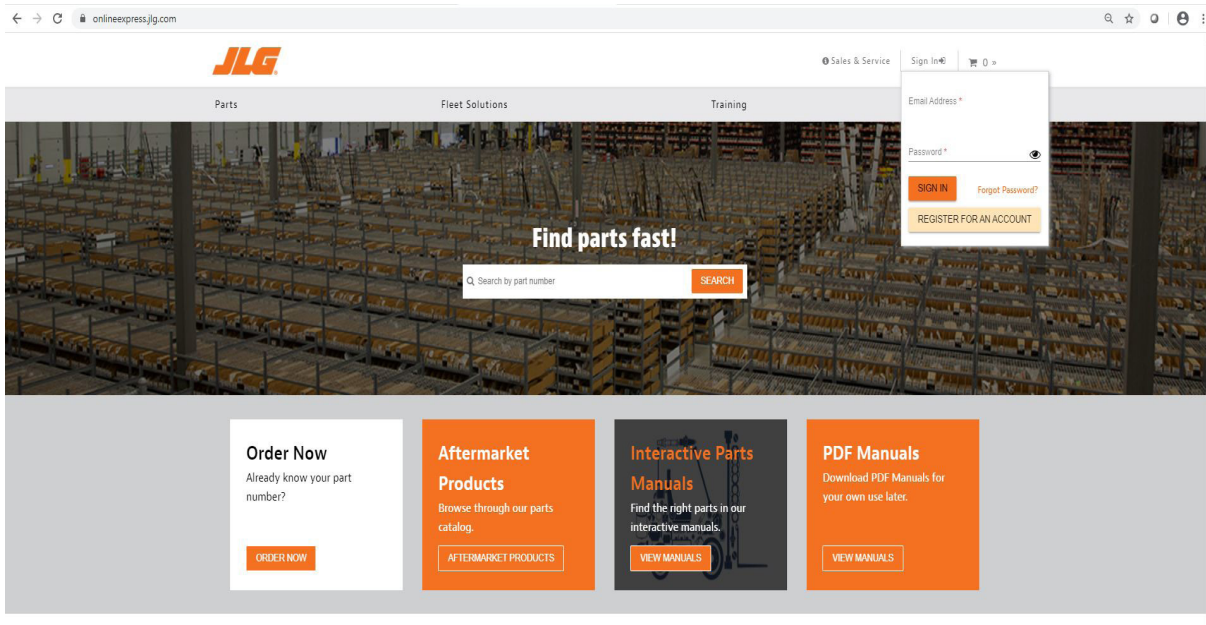 onlineexpress.jlg.com
JLG
Sales & Service
Sign In
0 »
Parts
Fleet Solutions
Training
Email Address *
Password *
SIGN IN
Forgot Password?
REGISTER FOR AN ACCOUNT
Find parts fast!
Search by part number
SEARCH
Order Now
Already know your part
number?
ORDER NOW
Aftermarket
Products
Browse through our parts
catalog.
AFTERMARKET PRODUCTS
Interactive Parts
Manuals
Find the right parts in our
interactive manuals.
VIEW MANUALS
PDF Manuals
Download PDF Manuals for
your own use later.
VIEW MANUALS